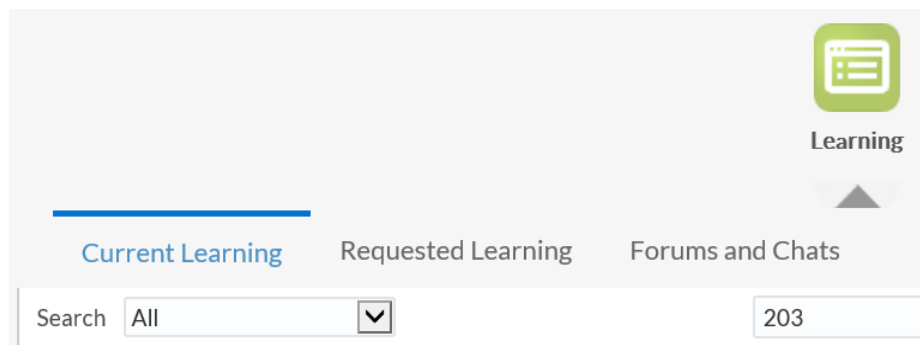 Learning
Current Learning Requested Learning Forums and Chats
Search All 203